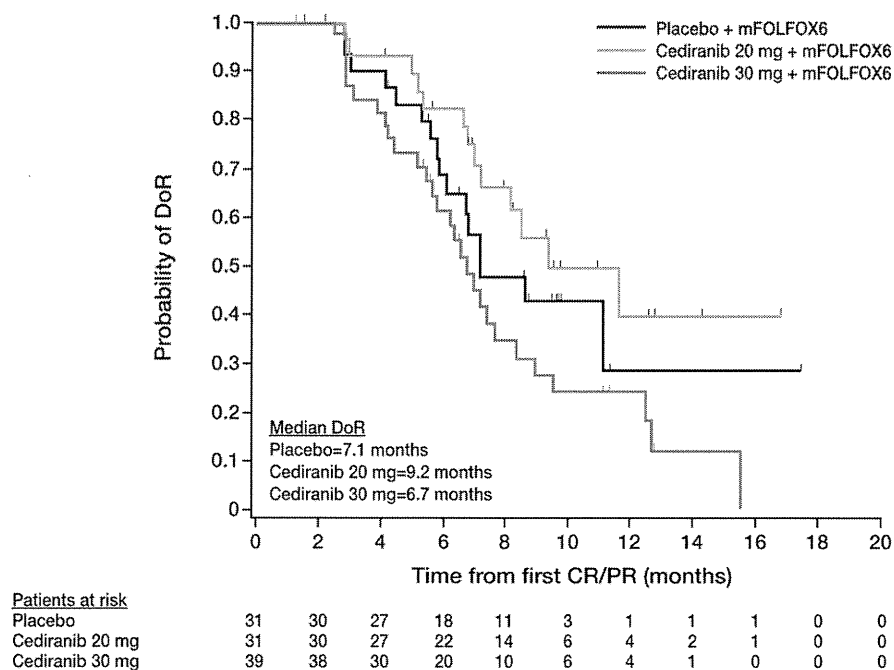 Placebo + mFOLFOX6
Cediranib 20 mg + mFOLFOX6
Cediranib 30 mg + mFOLFOX6
Probability of DoR
1.0
0.9
0.8
0.7
0.6
0.5
0.4
0.3
0.2
0.1
0
Median DoR
Placebo=7.1 months
Cediranib 20 mg=9.2 months
Cediranib 30 mg=6.7 months
0 2 4 6 8 10 12 14 16 18 20
Time from first CR/PR (months)
Patients at risk
Placebo 31 30 27 18 11 3 1 1 1 0 0
Cediranib 20 mg 31 30 27 22 14 6 4 2 1 0 0
Cediranib 30 mg 39 38 30 20 10 6 4 1 0 0 0